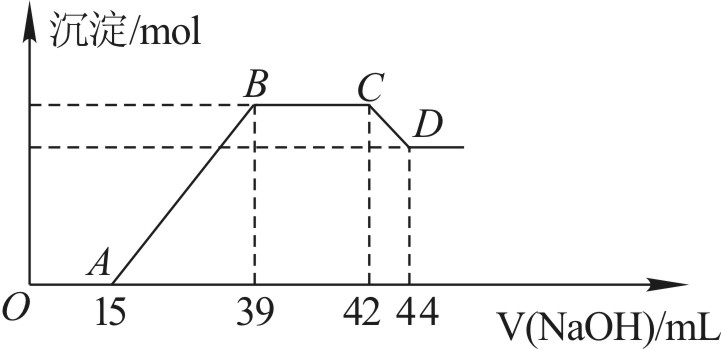 沉淀/mol
B
C
D
A
O
15
39
42 44
V(NaOH)/mL